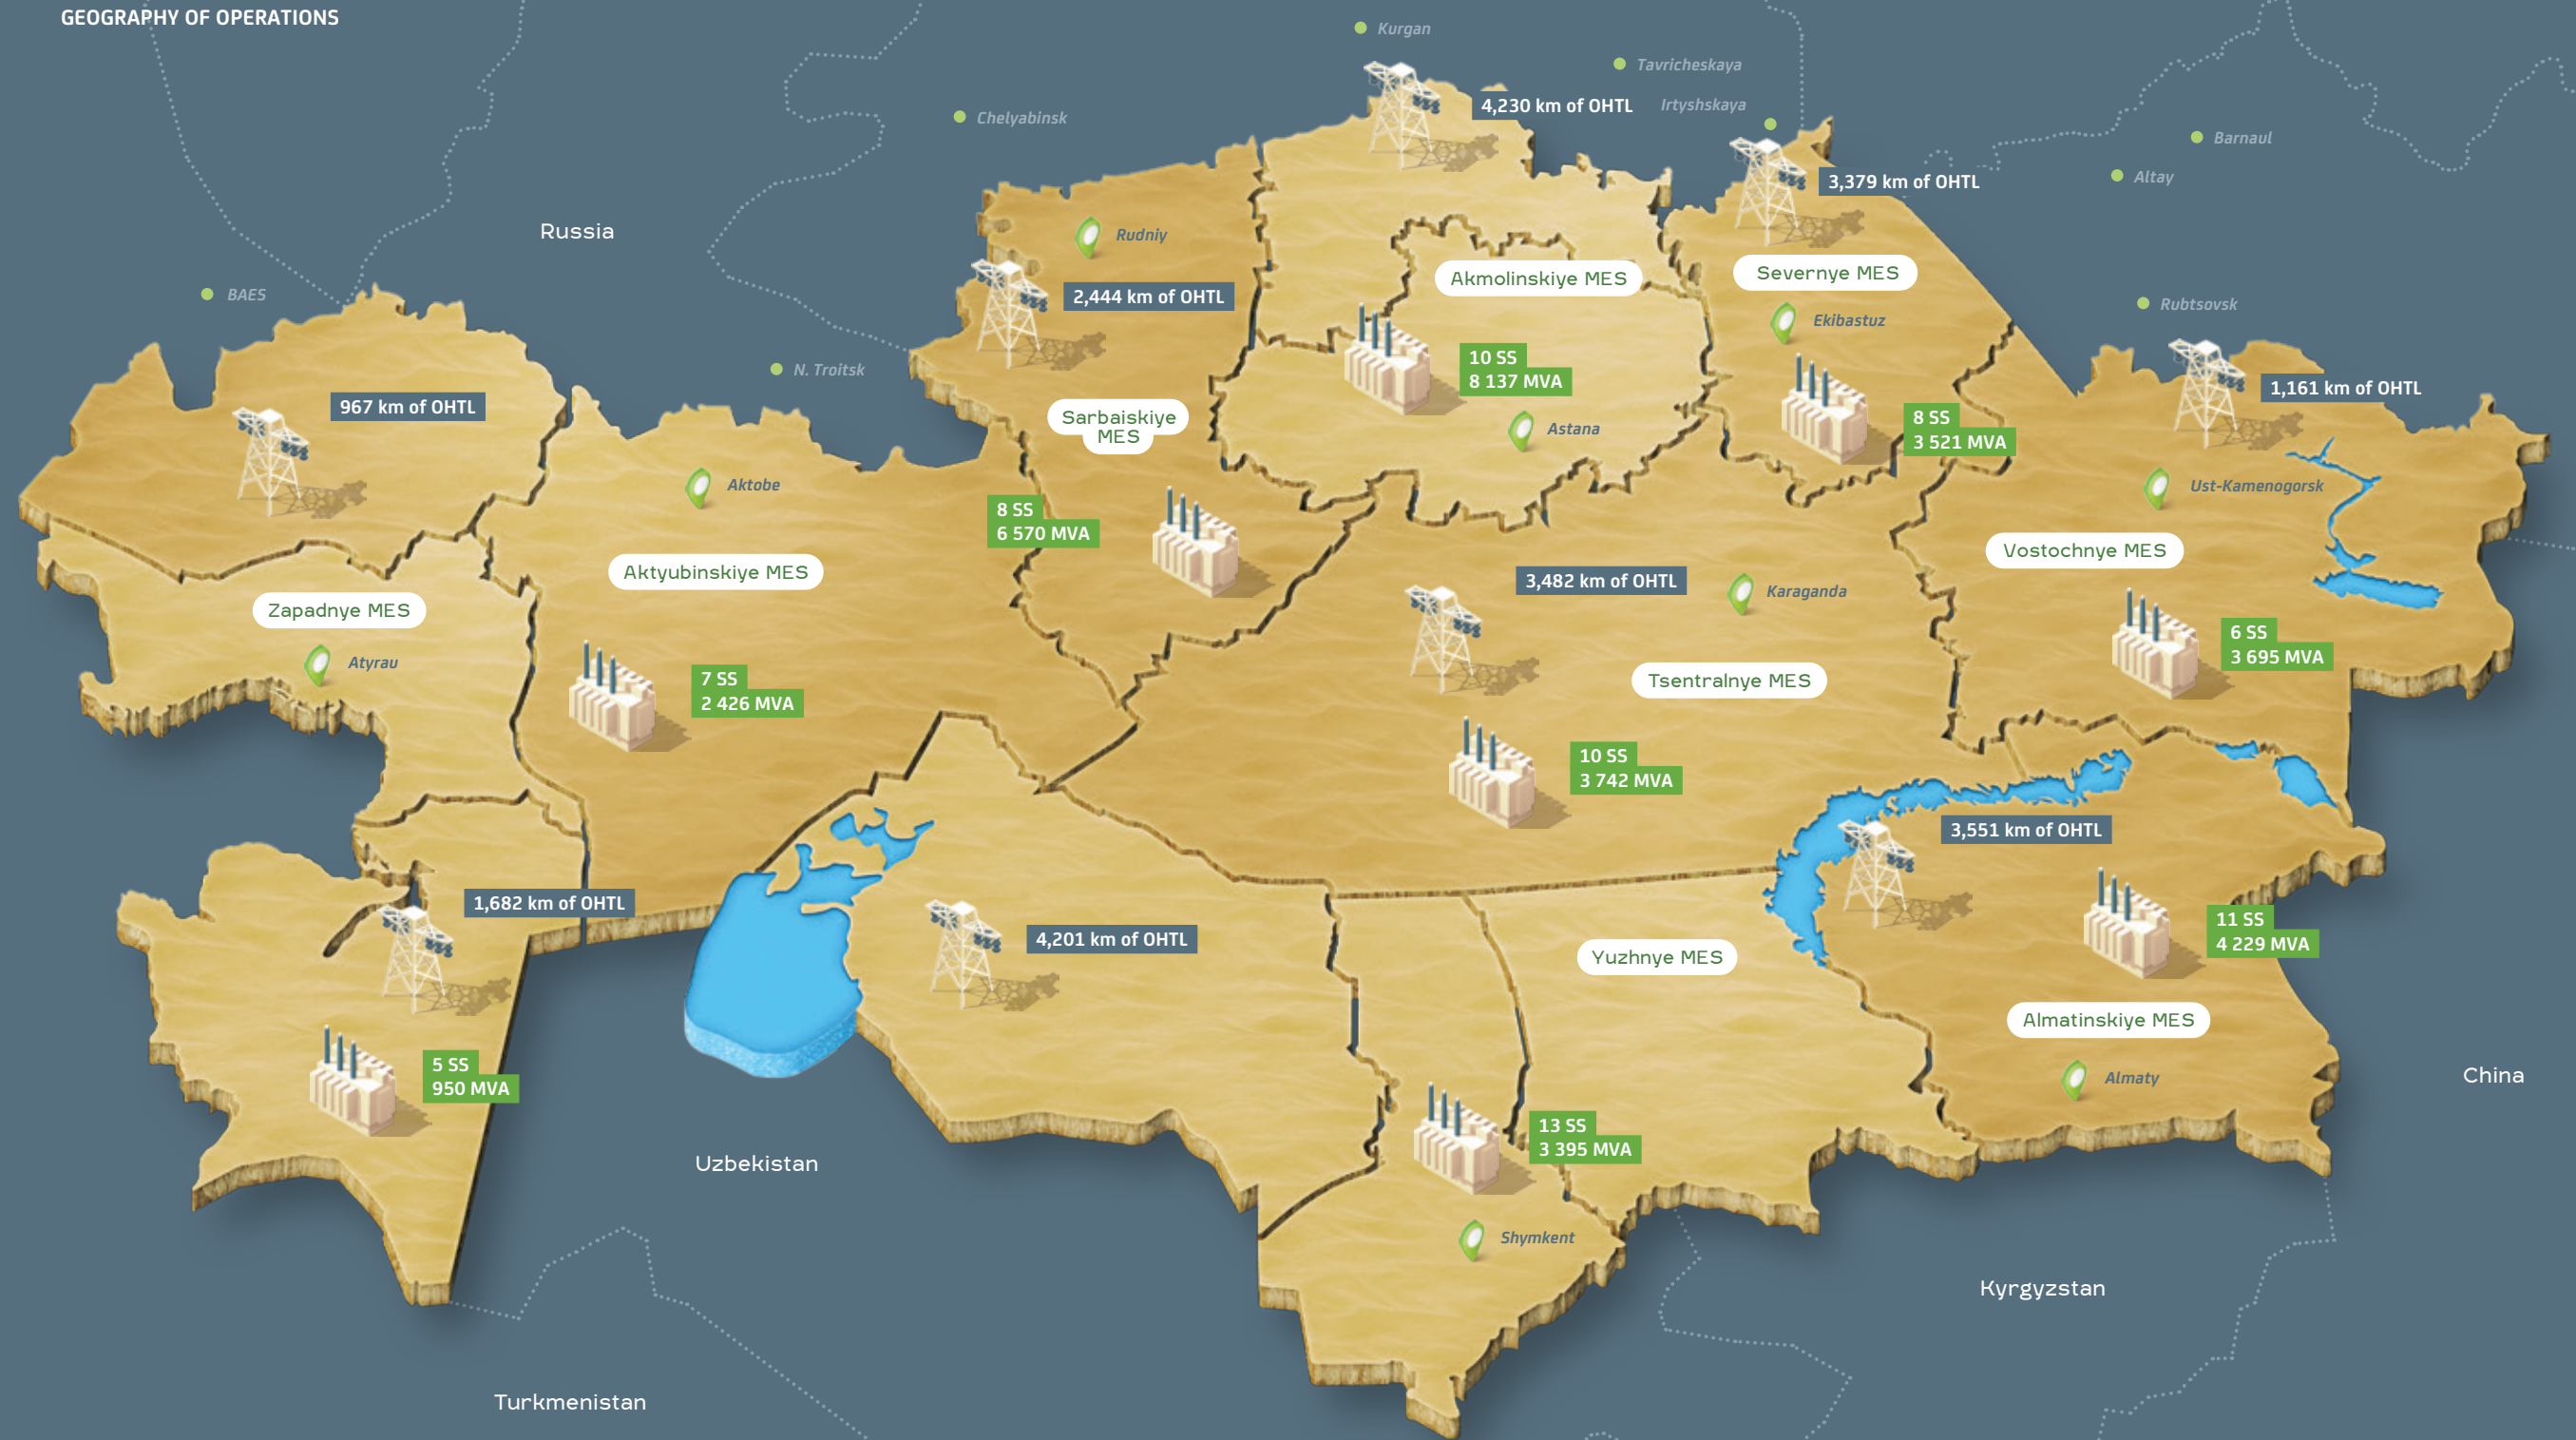 GEOGRAPHY OF OPERATIONS
Kurgan
Tavricheskaya
4,230 km of OHTL
Irtyshskaya
Chelyabinsk
Barnaul
Altay
3,379 km of OHTL
Russia
Rudniy
Akmolinskiye MES
Severnye MES
BAES
2,444 km of OHTL
Rubtsovsk
Ekibastuz
10 SS
8 137 MVA
N. Troitsk
1,161 km of OHTL
967 km of OHTL
Sarbaiskiye
MES
8 SS
3 521 MVA
Astana
Aktobe
Ust-Kamenogorsk
8 SS
6 570 MVA
Vostochnye MES
Aktyubinskiye MES
3,482 km of OHTL
Karaganda
Zapadnye MES
6 SS
3 695 MVA
Atyrau
7 SS
2 426 MVA
Tsentralnye MES
10 SS
3 742 MVA
3,551 km of OHTL
1,682 km of OHTL
11 SS
4 229 MVA
4,201 km of OHTL
Yuzhnye MES
Almatinskiye MES
5 SS
950 MVA
Almaty
China
13 SS
3 395 MVA
Uzbekistan
Shymkent
Kyrgyzstan
Turkmenistan